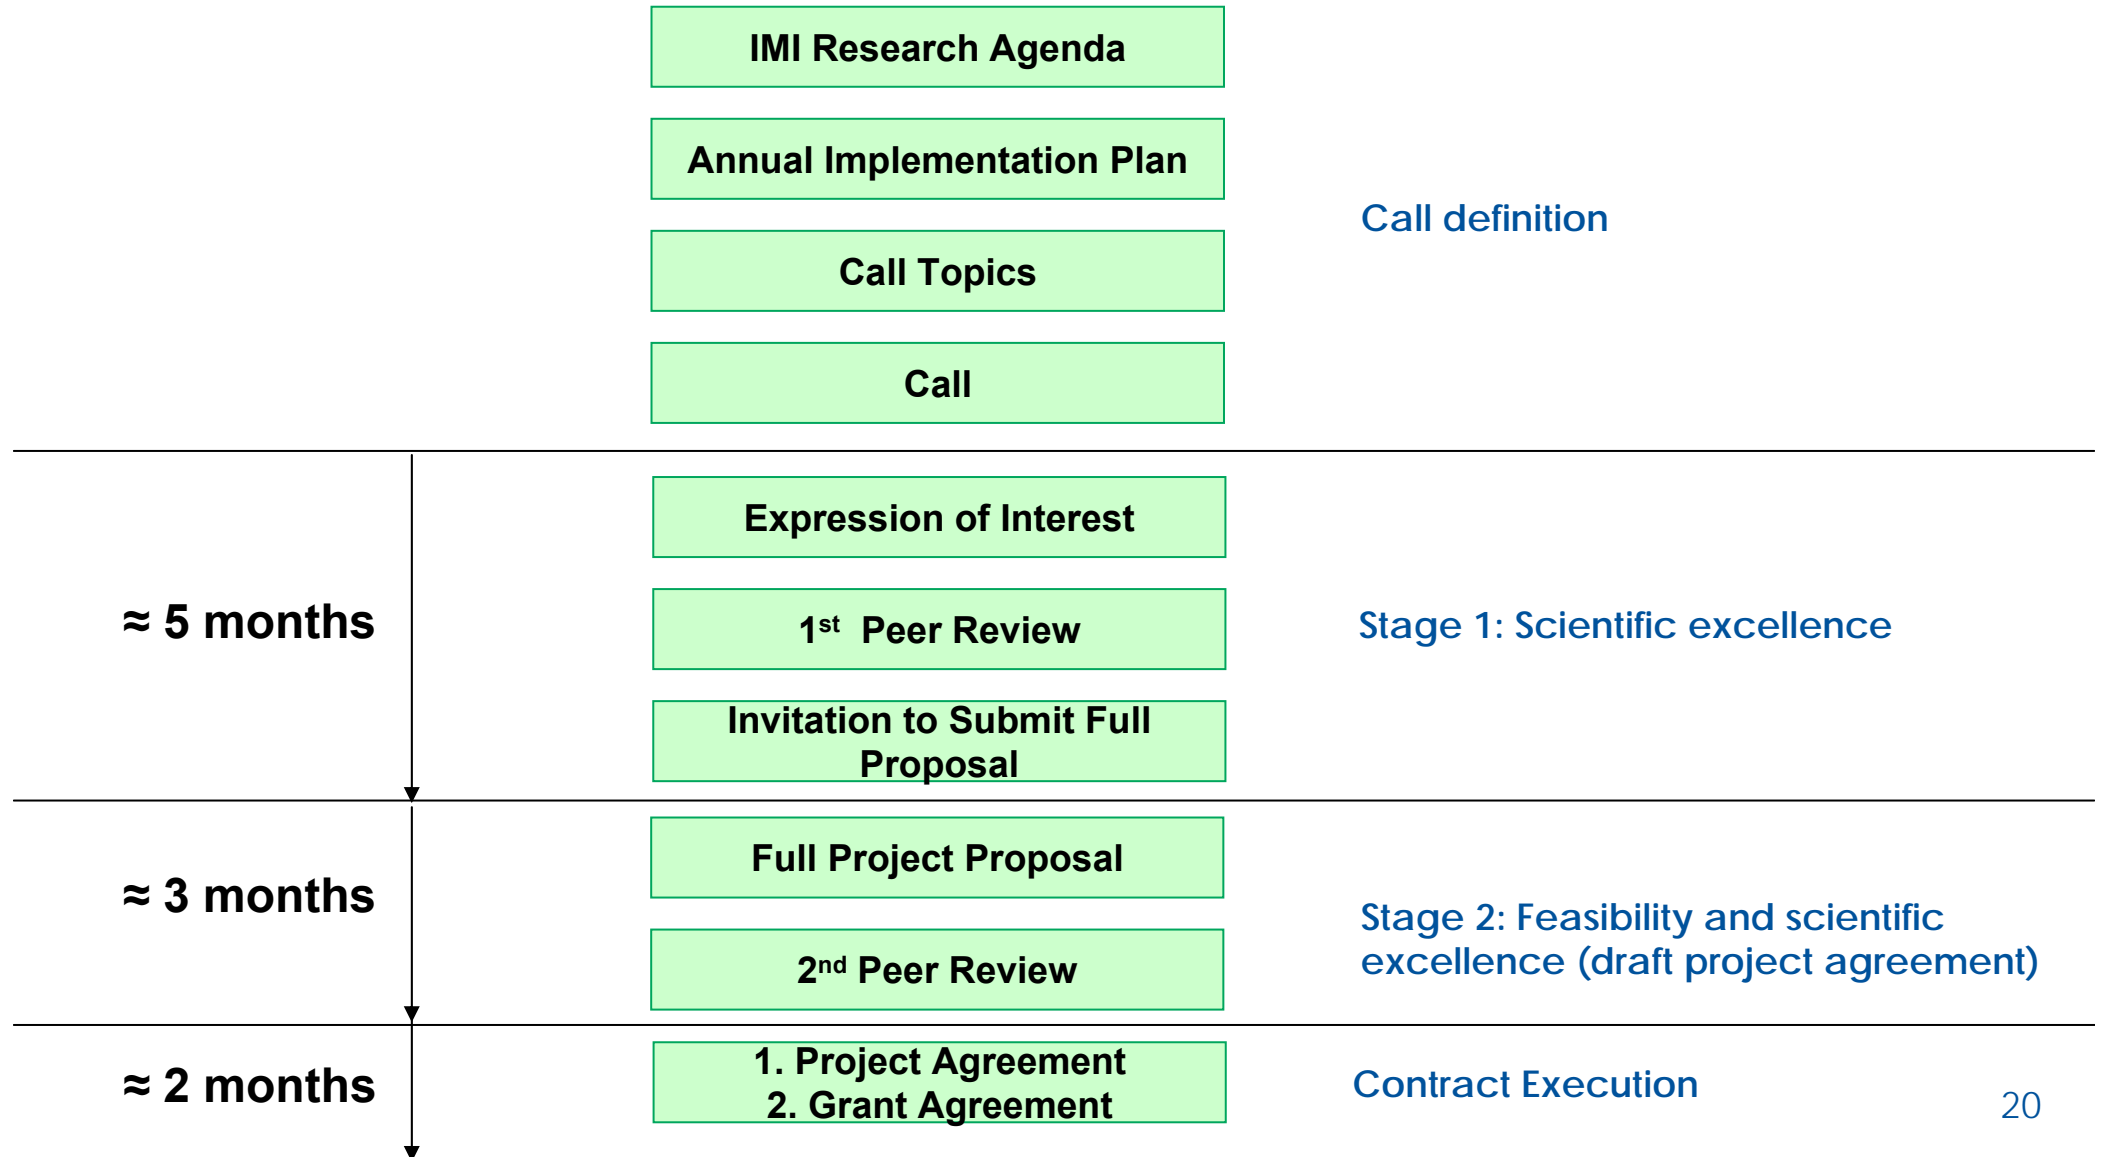 IMI Research Agenda
Annual Implementation Plan
Call definition
Call Topics
Call
Expression of Interest
≈ 5 months
1st Peer Review
Stage 1: Scientific excellence
Invitation to Submit Full
Proposal
Full Project Proposal
≈ 3 months
Stage 2: Feasibility and scientific
excellence (draft project agreement)
2nd Peer Review
≈ 2 months
1. Project Agreement
2. Grant Agreement
Contract Execution
20